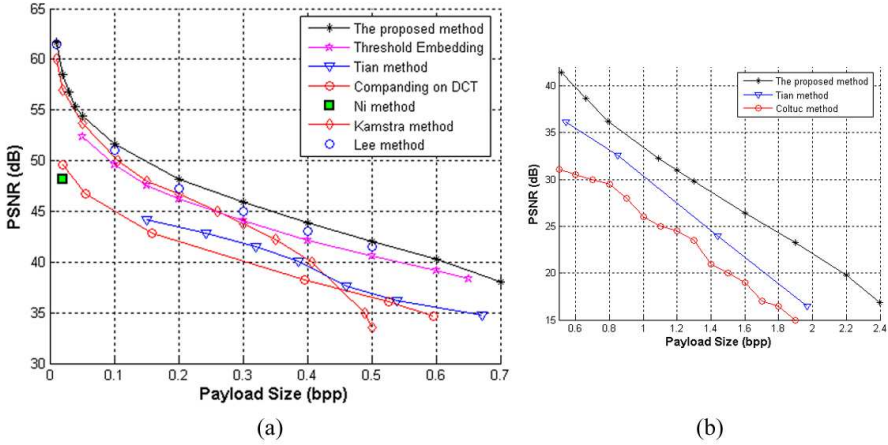 65
60
55
50
45
40
35
30
PSNR (dB)
0
0.1
0.2
0.3
0.4
0.5
0.6
0.7
Payload Size (bpp)
The proposed method
Threshold Embedding
Tian method
Companding on DCT
Ni method
Kamstra method
Lee method
(a)
40
35
30
25
20
15
PSNR (dB)
0.6
0.8
1
1.2
1.4
1.6
1.8
2
2.2
2.4
Payload Size (bpp)
The proposed method
Tian method
Coltuc method
(b)